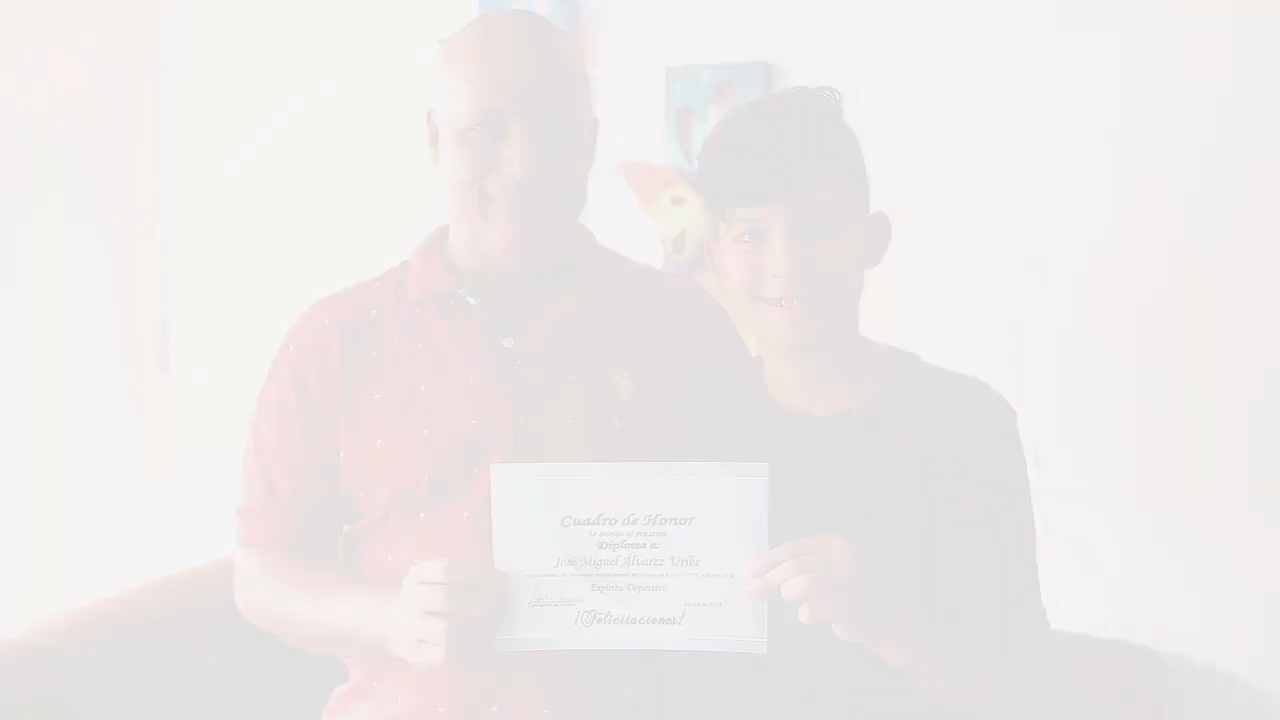 Cuadro de Honor
Se otorga el presente
Diploma a:
José Miguel Álvarez Uribe
Espíritu Deportivo
¡Felicitaciones!